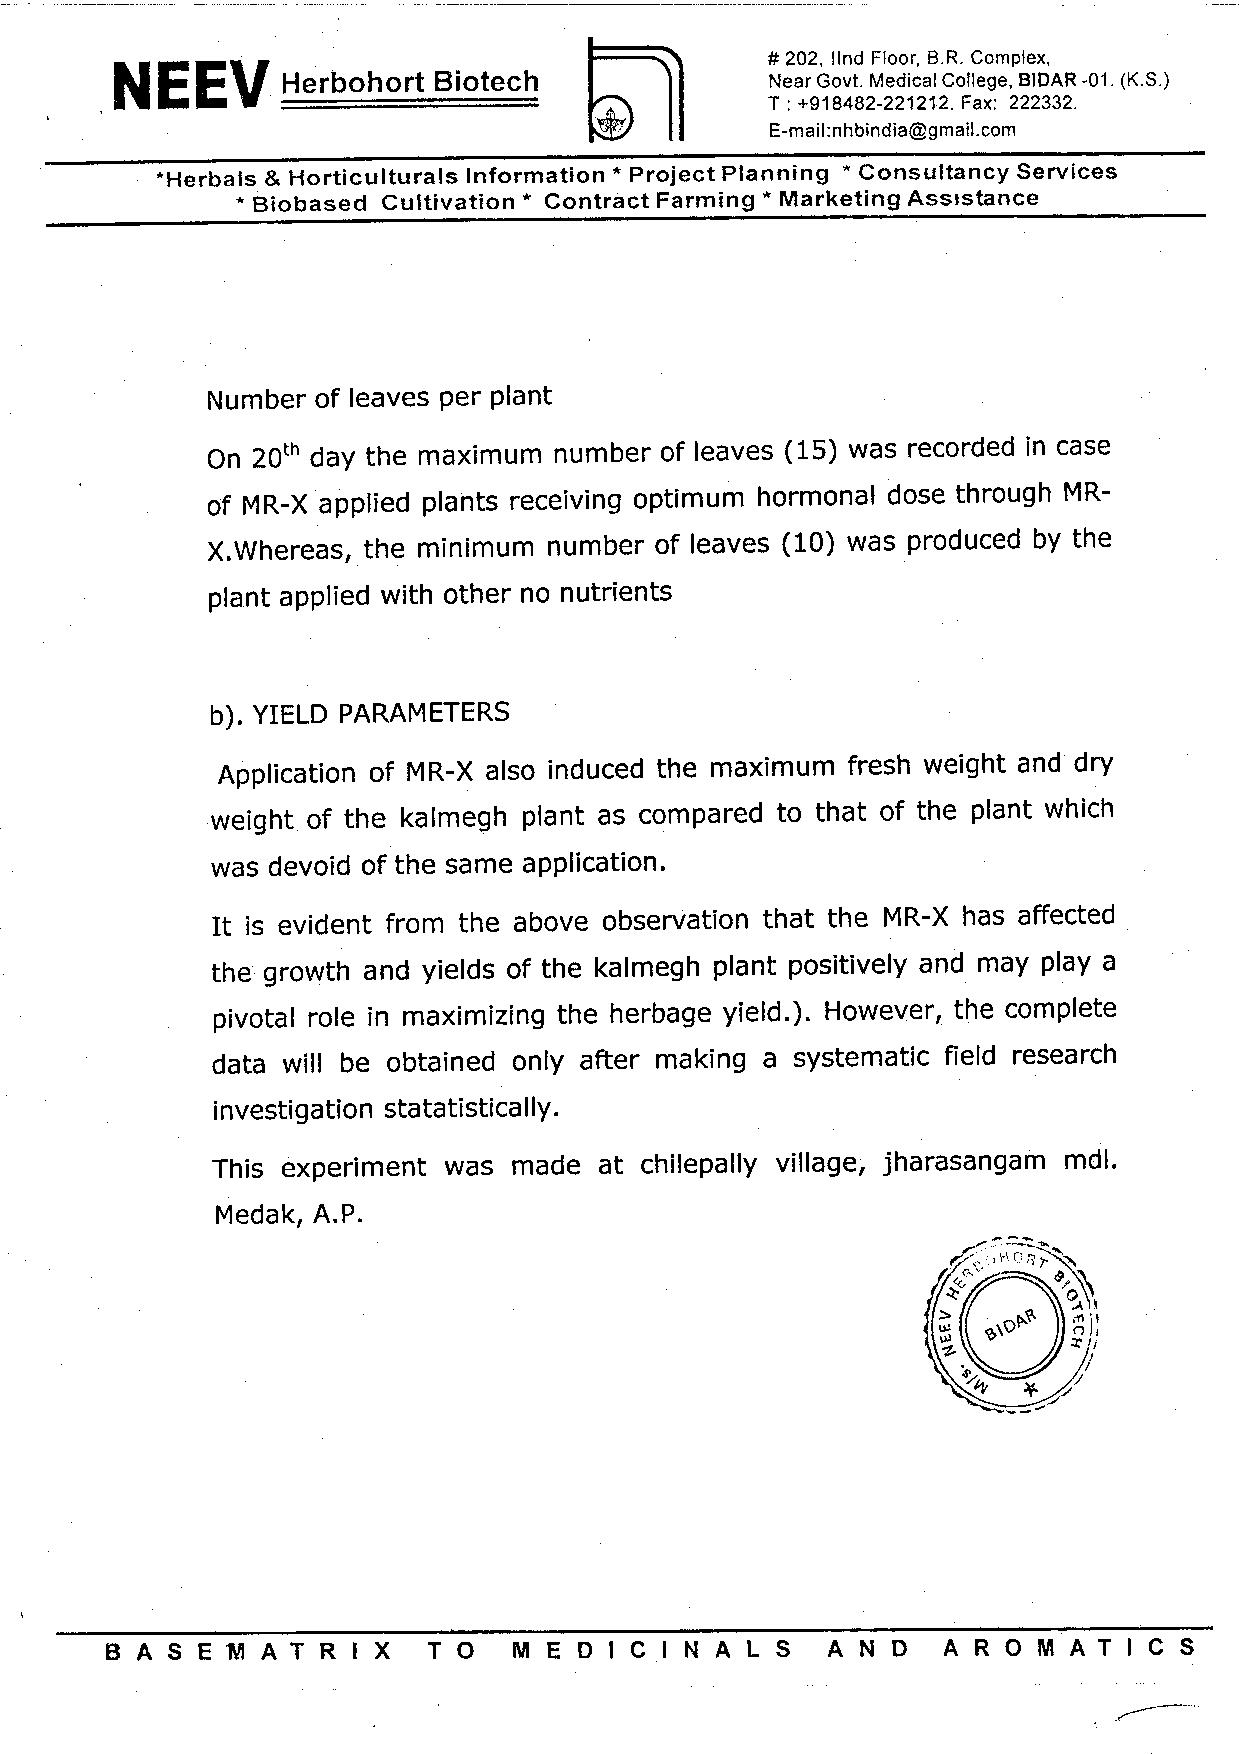 NEEV Herbohort Biotech
# 202, IInd Floor, B.R. Complex,
Near Govt. Medical College, BIDAR -01. (K.S.)
T : +918482-221212. Fax: 222332.
E-mail:nhbindia@gmail.com
*Herbals & Horticulturals Information * Project Planning * Consultancy Services
* Biobased Cultivation * Contract Farming * Marketing Assistance
Number of leaves per plant
On 20th day the maximum number of leaves (15) was recorded in case
of MR-X applied plants receiving optimum hormonal dose through MR-
X.Whereas, the minimum number of leaves (10) was produced by the
plant applied with other no nutrients
b). YIELD PARAMETERS
Application of MR-X also induced the maximum fresh weight and dry
weight of the kalmegh plant as compared to that of the plant which
was devoid of the same application.
It is evident from the above observation that the MR-X has affected
the growth and yields of the kalmegh plant positively and may play a
pivotal role in maximizing the herbage yield.). However, the complete
data will be obtained only after making a systematic field research
investigation statatistically.
This experiment was made at chilepally village, jharasangam mdl.
Medak, A.P.
M/s. NEEV HERBOHORT BIOTECH
BIDAR
BASEMATRIX TO MEDICINALS AND AROMATICS